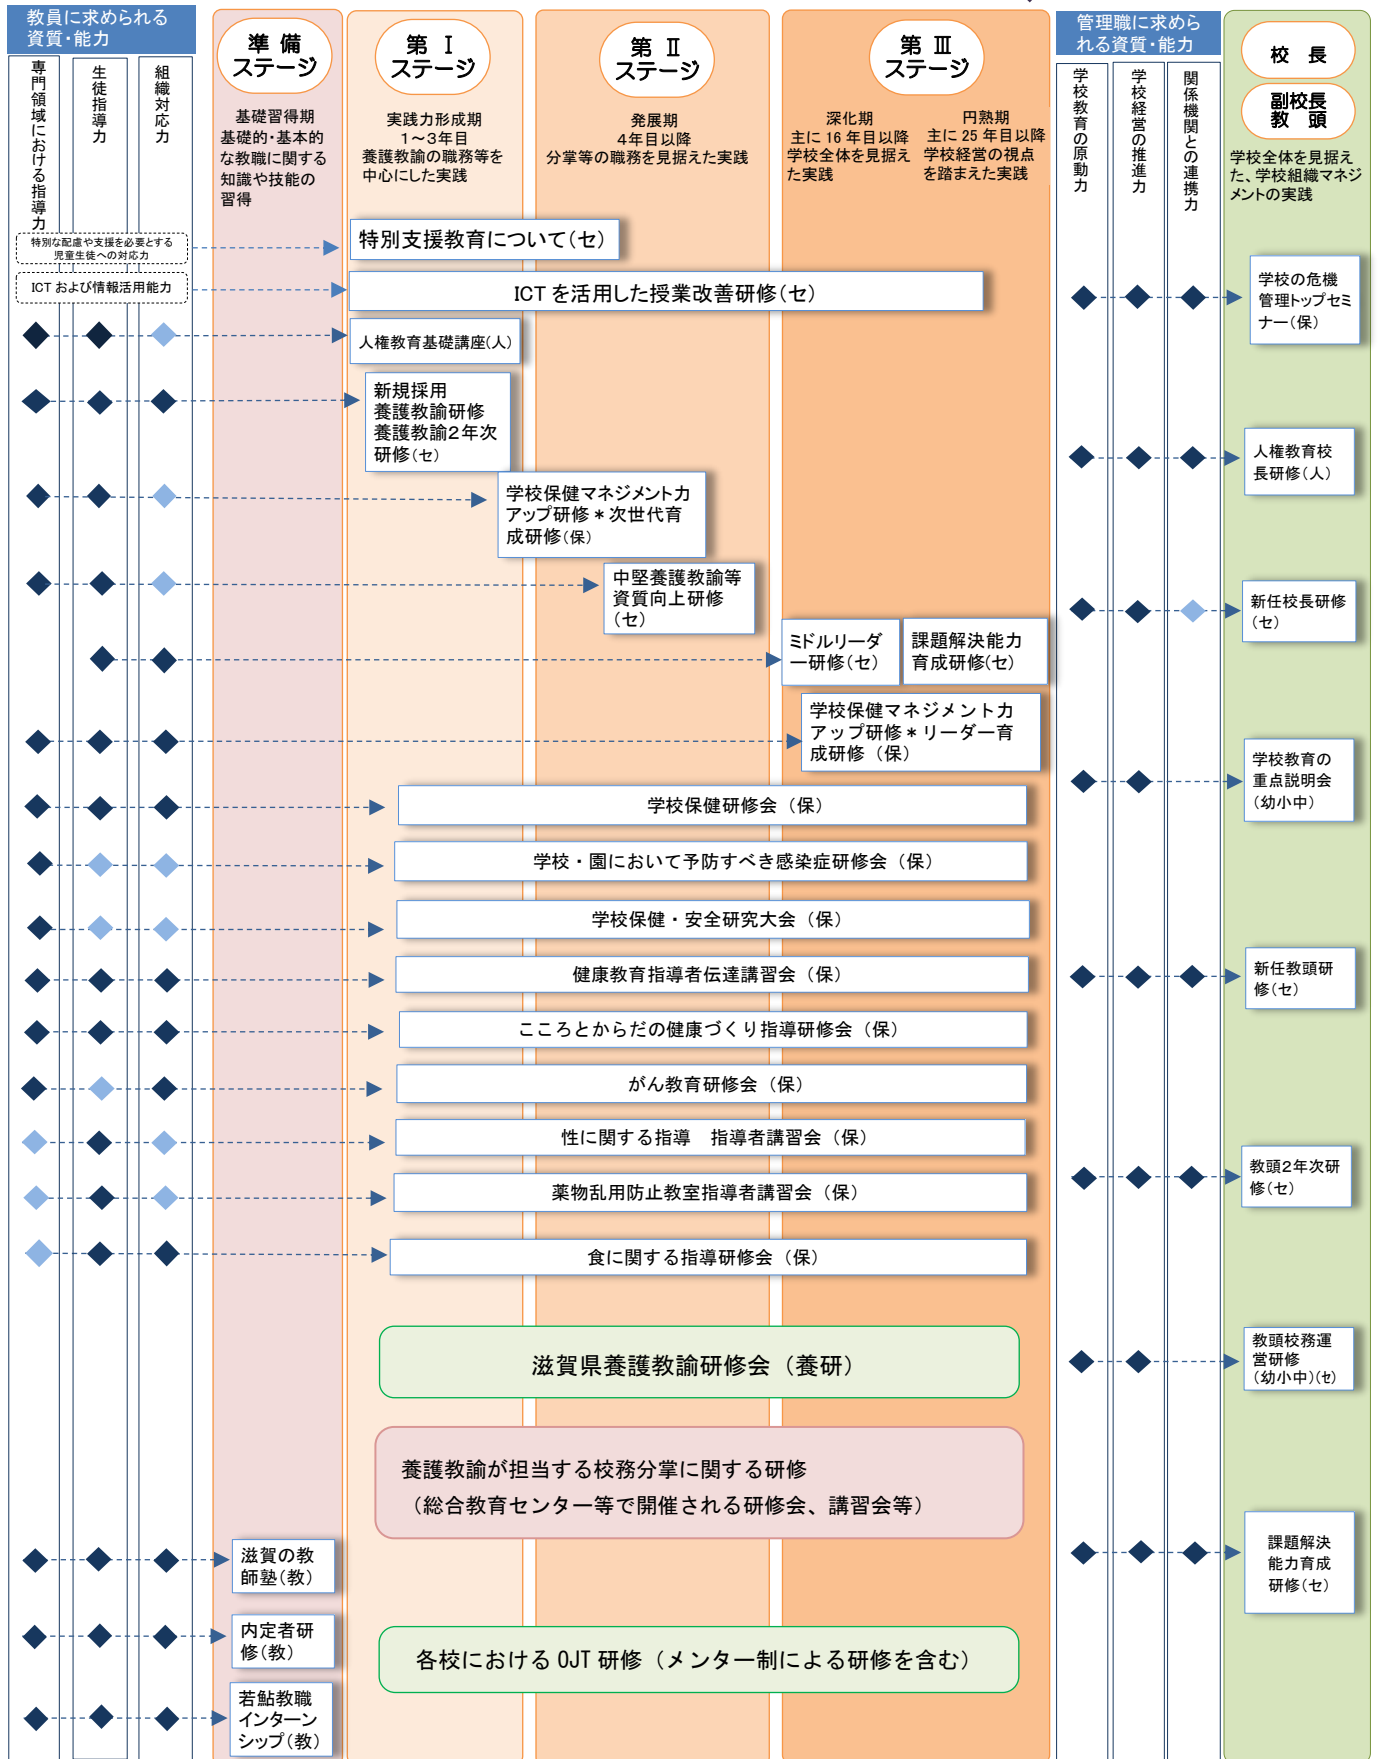 教員に求められる
資質・能力
専門領域における指導力
生徒指導力
組織対応力
準 備
ステージ
基礎習得期
基礎的・基本的
な教職に関する
知識や技能の
習得
第 Ⅰ
ステージ
実践力形成期
1～3年目
養護教諭の職務等を
中心にした実践
第 Ⅱ
ステージ
発展期
4年目以降
分掌等の職務を見据えた実践
第 Ⅲ
ステージ
深化期
主に 16 年目以降
学校全体を見据え
た実践
円熟期
主に 25 年目以降
学校経営の視点
を踏まえた実践
管理職に求めら
れる資質・能力
学校教育の原動力
学校経営の推進力
関係機関との連携力
校 長
副校長
教 頭
学校全体を見据え
た、学校組織マネジ
メントの実践
特別な配慮や支援を必要とする
児童生徒への対応力
特別支援教育について(セ)
ICT および情報活用能力
ICT を活用した授業改善研修(セ)
人権教育基礎講座(人)
新規採用
養護教諭研修
養護教諭2年次
研修(セ)
学校保健マネジメント力
アップ研修＊次世代育
成研修(保)
中堅養護教諭等
資質向上研修
(セ)
ミドルリーダ
ー研修(セ)
課題解決能力
育成研修(セ)
学校保健マネジメント力
アップ研修＊リーダー育
成研修（保）
学校保健研修会（保）
学校・園において予防すべき感染症研修会（保）
学校保健・安全研究大会（保）
健康教育指導者伝達講習会（保）
こころとからだの健康づくり指導研修会（保）
がん教育研修会（保）
性に関する指導　指導者講習会（保）
薬物乱用防止教室指導者講習会（保）
食に関する指導研修会（保）
滋賀県養護教諭研修会（養研）
養護教諭が担当する校務分掌に関する研修
（総合教育センター等で開催される研修会、講習会等）
滋賀の教
師塾(教)
内定者研
修(教)
各校における OJT 研修（メンター制による研修を含む）
若鮎教職
インターン
シップ(教)
学校の危機
管理トップセミ
ナー(保)
人権教育校
長研修(人)
新任校長研修
(セ)
学校教育の
重点説明会
(幼小中)
新任教頭研
修(セ)
教頭2年次研
修(セ)
教頭校務運
営研修
(幼小中)(セ)
課題解決
能力育成
研修(セ)